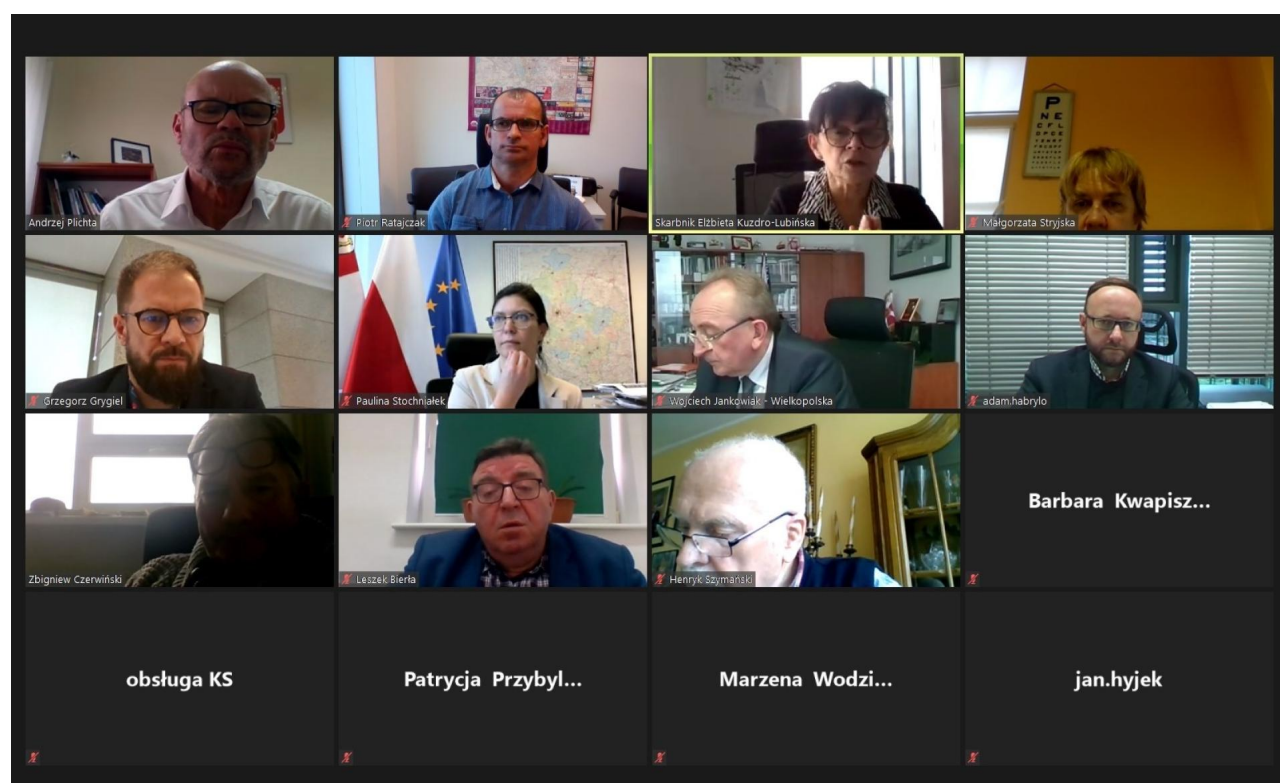 Andrzej Plichta
Piotr Ratajczak
Skarbnik Elżbieta Kuzdro-Lubińska
Małgorzata Stryjska
P
N E
C F L
Grzegorz Grygiel
Paulina Stochniałek
Wojciech Jankowiak - Wielkopolska
adam.habrylo
Zbigniew Czerwiński
Leszek Bierła
Henryk Szymański
Barbara Kwapisz...
obsługa KS
Patrycja Przybyl...
Marzena Wodzi...
jan.hyjek